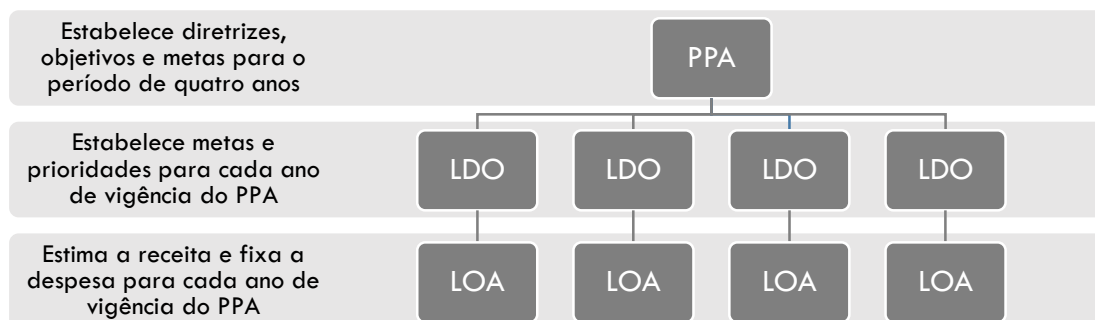 Estabelece diretrizes,
objetivos e metas para o
período de quatro anos
PPA
Estabelece metas e
prioridades para cada ano
de vigência do PPA
LDO
LDO
LDO
LDO
Estima a receita e fixa a
despesa para cada ano de
vigência do PPA
LOA
LOA
LOA
LOA